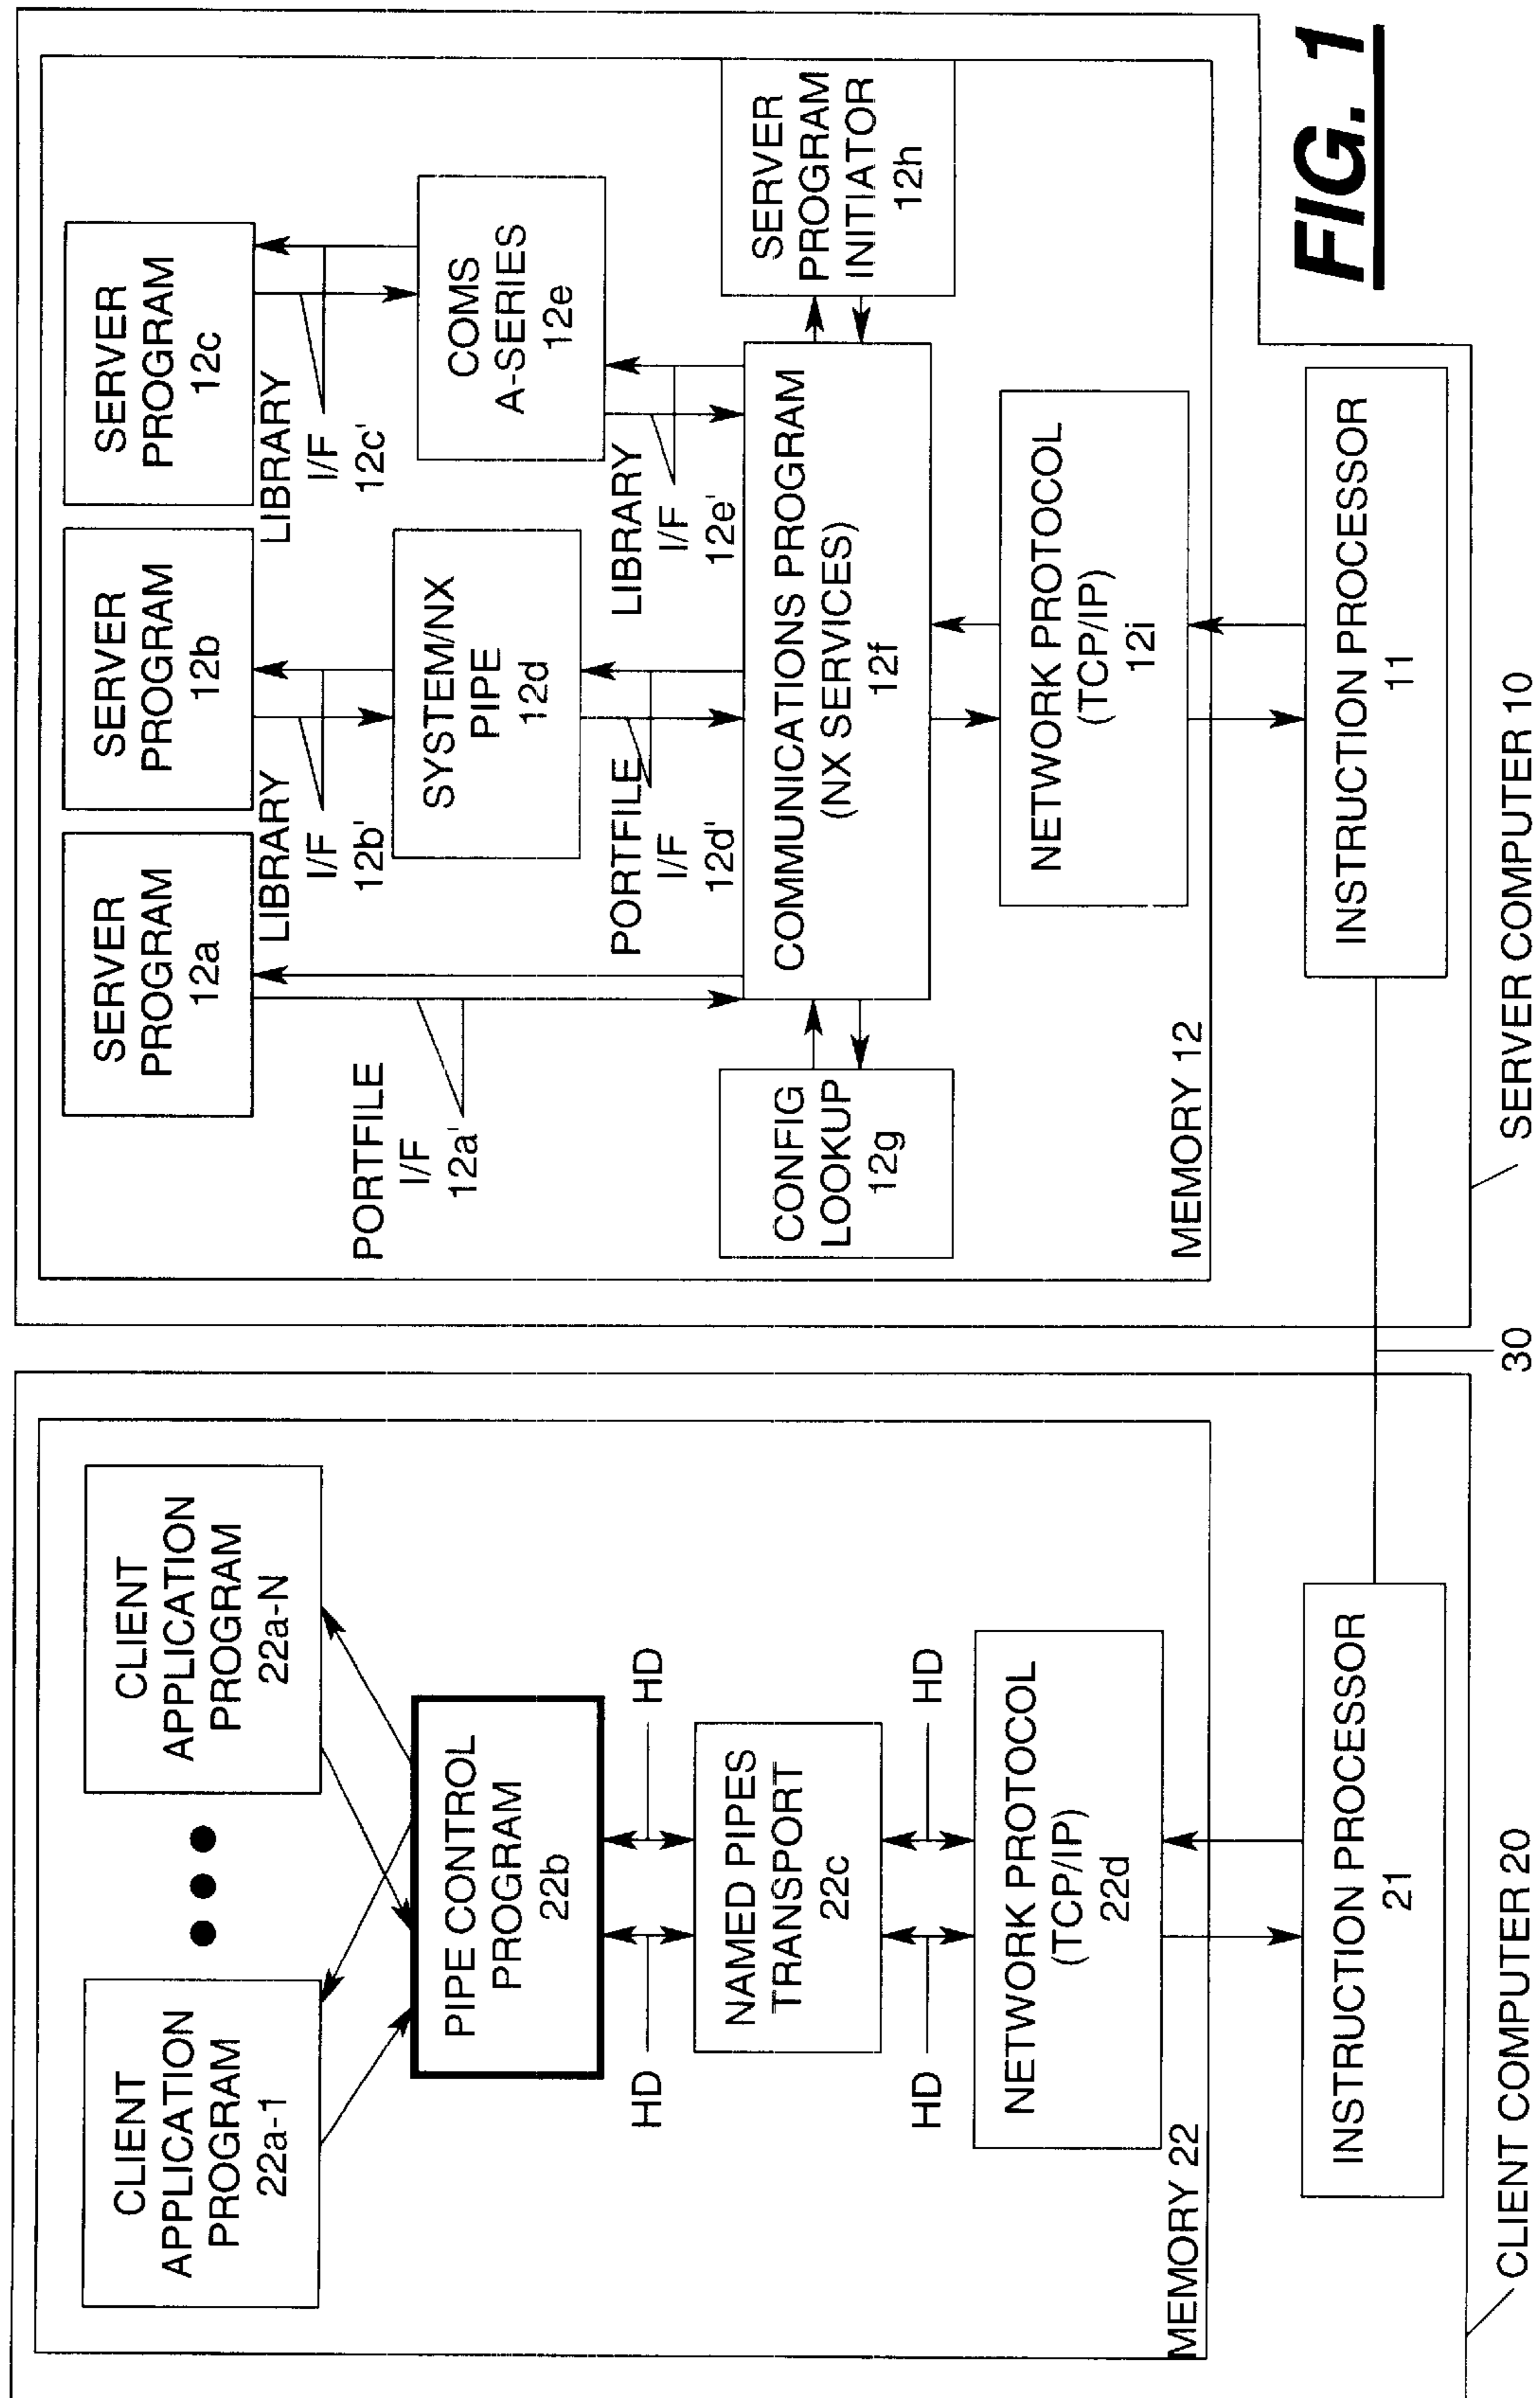 CLIENT
APPLICATION
PROGRAM
22a-1
CLIENT
APPLICATION
PROGRAM
22a-N
PIPE CONTROL
PROGRAM
22b
HD
HD
NAMED PIPES
TRANSPORT
22c
HD
HD
NETWORK PROTOCOL
(TCP/IP)
22d
MEMORY 22
INSTRUCTION PROCESSOR
21
CLIENT COMPUTER 20
30
SERVER
PROGRAM
12a
SERVER
PROGRAM
12b
SERVER
PROGRAM
12c
PORTFILE
I/F
12a'
LIBRARY
I/F
12b'
LIBRARY
I/F
12c'
SYSTEM/NX
PIPE
12d
COMS
A-SERIES
12e
PORTFILE
I/F
12d'
LIBRARY
I/F
12e'
CONFIG
LOOKUP
12g
COMMUNICATIONS PROGRAM
(NX SERVICES)
12f
SERVER
PROGRAM
INITIATOR
12h
NETWORK PROTOCOL
(TCP/IP)
12i
MEMORY 12
INSTRUCTION PROCESSOR
11
SERVER COMPUTER 10
FIG. 1